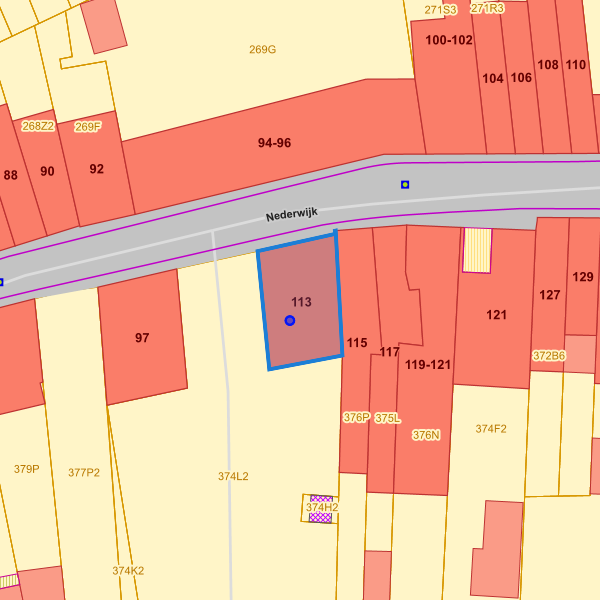 271S3
271R3
100-102
269G
108
110
104
106
268Z2
269F
94-96
90
92
88
Nederwijk
129
127
113
121
97
115
117
119-121
372B6
376P
375L
376N
374F2
379P
377P2
374L2
374H2
374K2